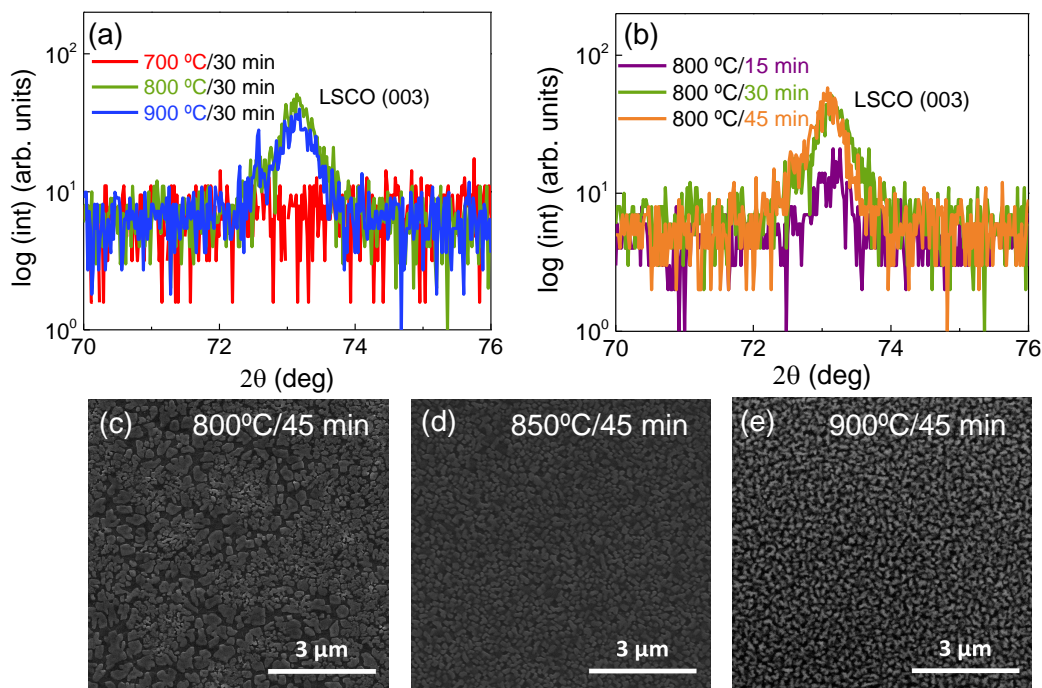 (a)
700 ºC/30 min
800 ºC/30 min
900 ºC/30 min
LSCO (003)
log (int) (arb. units)
10²
10¹
10⁰
70
72
74
76
2θ (deg)
(b)
800 ºC/15 min
800 ºC/30 min
800 ºC/45 min
LSCO (003)
log (int) (arb. units)
10²
10¹
10⁰
70
72
74
76
2θ (deg)
(c) 800ºC/45 min
3 µm
(d) 850ºC/45 min
3 µm
(e) 900ºC/45 min
3 µm